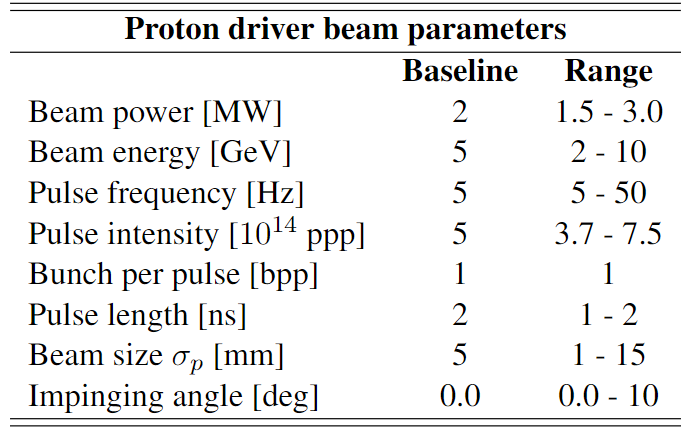 Proton driver beam parameters
Baseline Range
Beam power [MW] 2 1.5 - 3.0
Beam energy [GeV] 5 2 - 10
Pulse frequency [Hz] 5 5 - 50
Pulse intensity [10¹⁴ ppp] 5 3.7 - 7.5
Bunch per pulse [bpp] 1 1
Pulse length [ns] 2 1 - 2
Beam size σₚ [mm] 5 1 - 15
Impinging angle [deg] 0.0 0.0 - 10